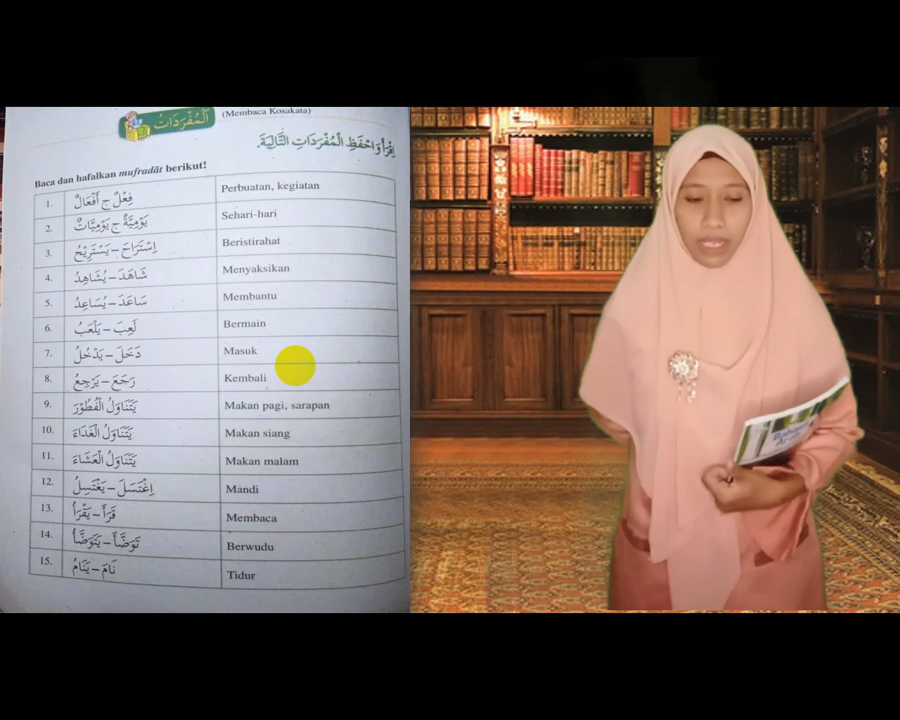 اَلْمُفْرَدَاتُ
(Membaca Kosakata)
اِقْرَأْ وَاحْفَظِ الْمُفْرَدَاتِ التَّالِيَةَ.
Baca dan hafalkan mufradāt berikut!
1. فِعْلٌ ج أَفْعَالٌ Perbuatan, kegiatan
2. يَوْمِيَّةٌ ج يَوْمِيَّاتٌ Sehari-hari
3. اِسْتَرَاحَ – يَسْتَرِيْحُ Beristirahat
4. شَاهَدَ – يُشَاهِدُ Menyaksikan
5. سَاعَدَ – يُسَاعِدُ Membantu
6. لَعِبَ – يَلْعَبُ Bermain
7. دَخَلَ – يَدْخُلُ Masuk
8. رَجَعَ – يَرْجِعُ Kembali
9. يَتَنَاوَلُ الْفُطُوْرَ Makan pagi, sarapan
10. يَتَنَاوَلُ الْغَدَاءَ Makan siang
11. يَتَنَاوَلُ الْعَشَاءَ Makan malam
12. اِغْتَسَلَ – يَغْتَسِلُ Mandi
13. قَرَأَ – يَقْرَأُ Membaca
14. تَوَضَّأَ – يَتَوَضَّأُ Berwudu
15. نَامَ – يَنَامُ Tidur